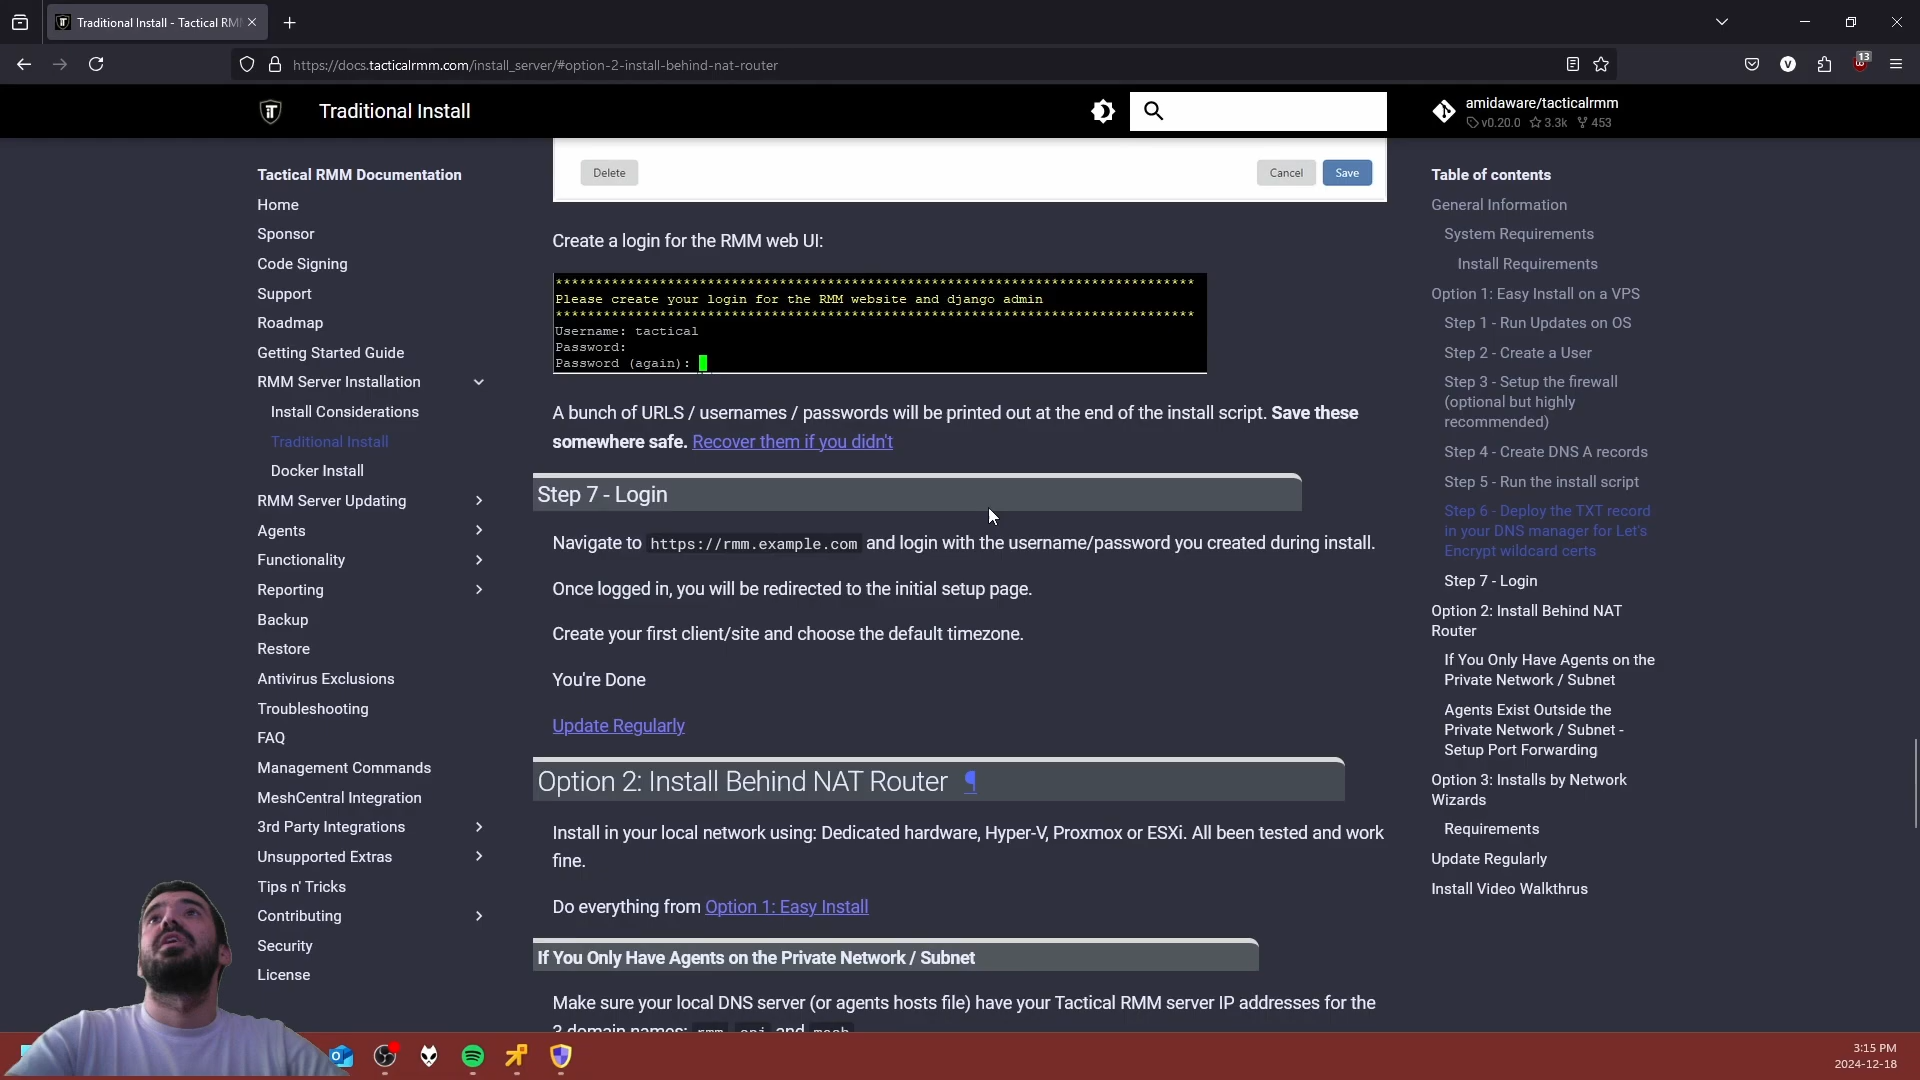 Traditional Install - Tactical RM
https://docs.tacticalrmm.com/install_server/#option-2-install-behind-nat-router
13
Traditional Install
amidaware/tacticalrmm
v0.20.0 3.3k 453
Tactical RMM Documentation
Home
Sponsor
Code Signing
Support
Roadmap
Getting Started Guide
RMM Server Installation
Install Considerations
Traditional Install
Docker Install
RMM Server Updating
Agents
Functionality
Reporting
Backup
Restore
Antivirus Exclusions
Troubleshooting
FAQ
Management Commands
MeshCentral Integration
3rd Party Integrations
Unsupported Extras
Tips n' Tricks
Contributing
Security
License
Delete
Cancel
Save
Create a login for the RMM web UI:
********************************************************************************
Please create your login for the RMM website and django admin
********************************************************************************
Username: tactical
Password:
Password (again):
A bunch of URLS / usernames / passwords will be printed out at the end of the install script. Save these
somewhere safe. Recover them if you didn't
Step 7 - Login
Navigate to https://rmm.example.com and login with the username/password you created during install.
Once logged in, you will be redirected to the initial setup page.
Create your first client/site and choose the default timezone.
You're Done
Update Regularly
Option 2: Install Behind NAT Router ¶
Install in your local network using: Dedicated hardware, Hyper-V, Proxmox or ESXi. All been tested and work
fine.
Do everything from Option 1: Easy Install
If You Only Have Agents on the Private Network / Subnet
Make sure your local DNS server (or agents hosts file) have your Tactical RMM server IP addresses for the
3 domain names: rmm, api and mesh
Table of contents
General Information
System Requirements
Install Requirements
Option 1: Easy Install on a VPS
Step 1 - Run Updates on OS
Step 2 - Create a User
Step 3 - Setup the firewall
(optional but highly
recommended)
Step 4 - Create DNS A records
Step 5 - Run the install script
Step 6 - Deploy the TXT record
in your DNS manager for Let's
Encrypt wildcard certs
Step 7 - Login
Option 2: Install Behind NAT
Router
If You Only Have Agents on the
Private Network / Subnet
Agents Exist Outside the
Private Network / Subnet -
Setup Port Forwarding
Option 3: Installs by Network
Wizards
Requirements
Update Regularly
Install Video Walkthrus
3:15 PM
2024-12-18